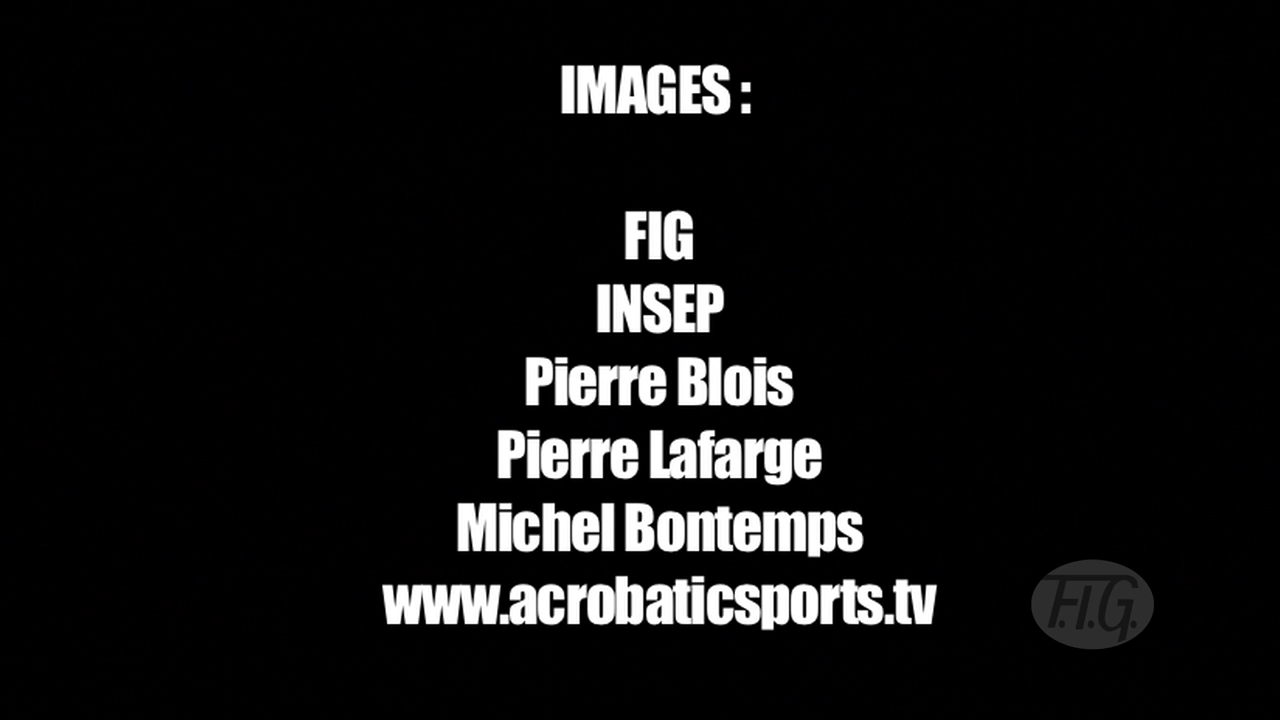 IMAGES :
FIG
INSEP
Pierre Blois
Pierre Lafarge
Michel Bontemps
www.acrobaticsports.tv
F.I.G.